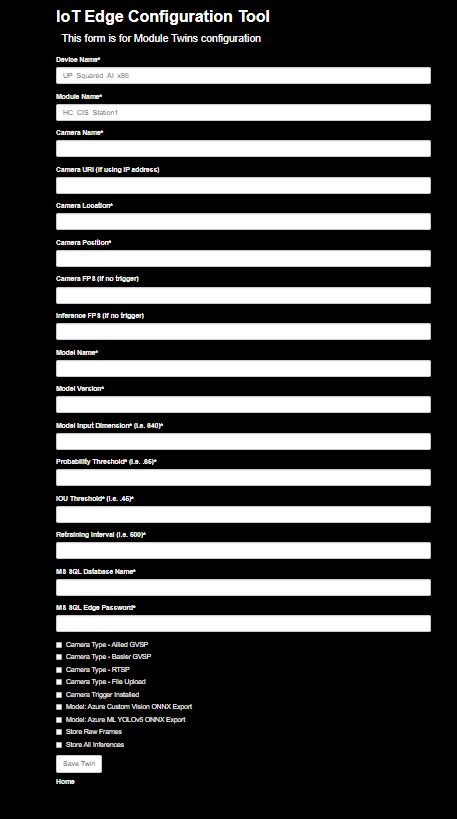 IoT Edge Configuration Tool
This form is for Module Twins configuration
Device Name*
UP_Squared_AI_x86
Module Name*
HC_CIS_Station1
Camera Name*
Camera URI (if using IP address)
Camera Location*
Camera Position*
Camera FPS (if no trigger)
Inference FPS (if no trigger)
Model Name*
Model Version*
Model Input Dimension* (i.e. 640)*
Probability Threshold* (i.e. .65)*
IOU Threshold* (i.e. .45)*
Retraining Interval (i.e. 500)*
MS SQL Database Name*
MS SQL Edge Password*
Camera Type - Allied GVSP
Camera Type - Basler GVSP
Camera Type - RTSP
Camera Type - File Upload
Camera Trigger Installed
Model: Azure Custom Vision ONNX Export
Model: Azure ML YOLOv5 ONNX Export
Store Raw Frames
Store All Inferences
Save Twin
Home